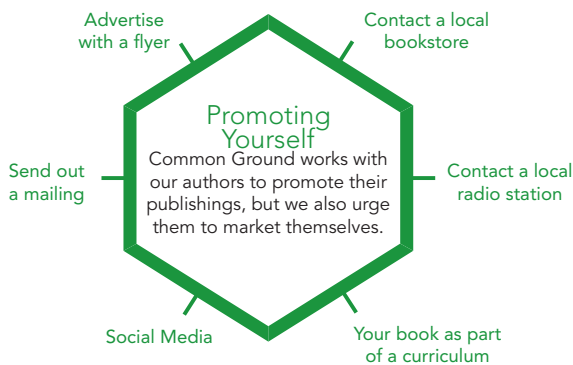 Advertise
with a flyer
Contact a local
bookstore
Promoting
Yourself
Common Ground works with
our authors to promote their
publishings, but we also urge
them to market themselves.
Send out
a mailing
Contact a local
radio station
Social Media
Your book as part
of a curriculum